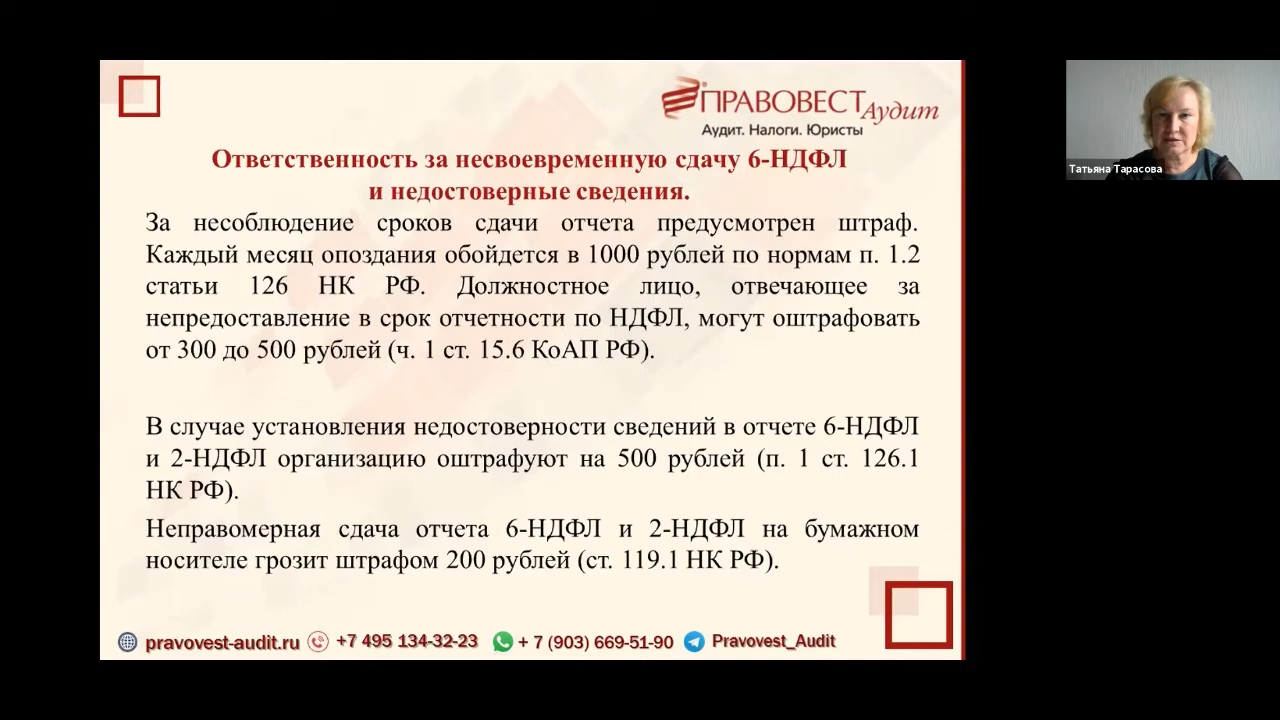 ПРАВОВЕСТ Аудит
Аудит. Налоги. Юристы
Ответственность за несвоевременную сдачу 6-НДФЛ
и недостоверные сведения.
За несоблюдение сроков сдачи отчета предусмотрен штраф.
Каждый месяц опоздания обойдется в 1000 рублей по нормам п. 1.2
статьи 126 НК РФ. Должностное лицо, отвечающее за
непредоставление в срок отчетности по НДФЛ, могут оштрафовать
от 300 до 500 рублей (ч. 1 ст. 15.6 КоАП РФ).
В случае установления недостоверности сведений в отчете 6-НДФЛ
и 2-НДФЛ организацию оштрафуют на 500 рублей (п. 1 ст. 126.1
НК РФ).
Неправомерная сдача отчета 6-НДФЛ и 2-НДФЛ на бумажном
носителе грозит штрафом 200 рублей (ст. 119.1 НК РФ).
pravovest-audit.ru +7 495 134-32-23 + 7 (903) 669-51-90 Pravovest_Audit
Татьяна Тарасова